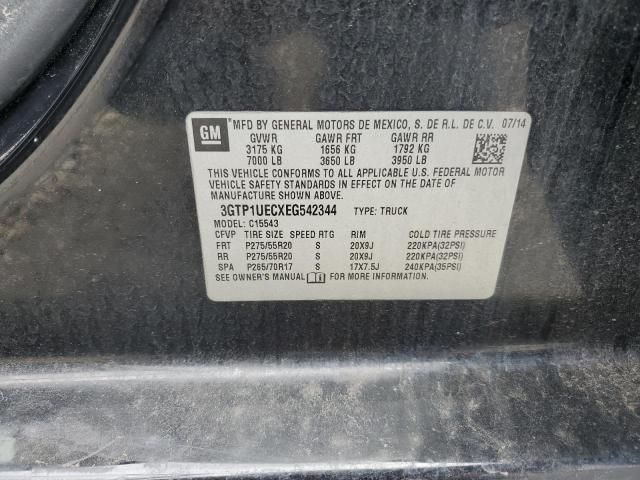 GM MFD BY GENERAL MOTORS DE MEXICO, S. DE R.L. DE C.V. 07/14
GVWR GAWR FRT GAWR RR
3175 KG 1656 KG 1792 KG
7000 LB 3650 LB 3950 LB
THIS VEHICLE CONFORMS TO ALL APPLICABLE U.S. FEDERAL MOTOR
VEHICLE SAFETY STANDARDS IN EFFECT ON THE DATE OF
MANUFACTURE SHOWN ABOVE.
3GTP1UECXEG542344 TYPE: TRUCK
MODEL: C15543
CFVP TIRE SIZE SPEED RTG RIM COLD TIRE PRESSURE
FRT P275/55R20 S 20X9J 220KPA(32PSI)
RR P275/55R20 S 20X9J 220KPA(32PSI)
SPA P265/70R17 S 17X7.5J 240KPA(35PSI)
SEE OWNER'S MANUAL FOR MORE INFORMATION.